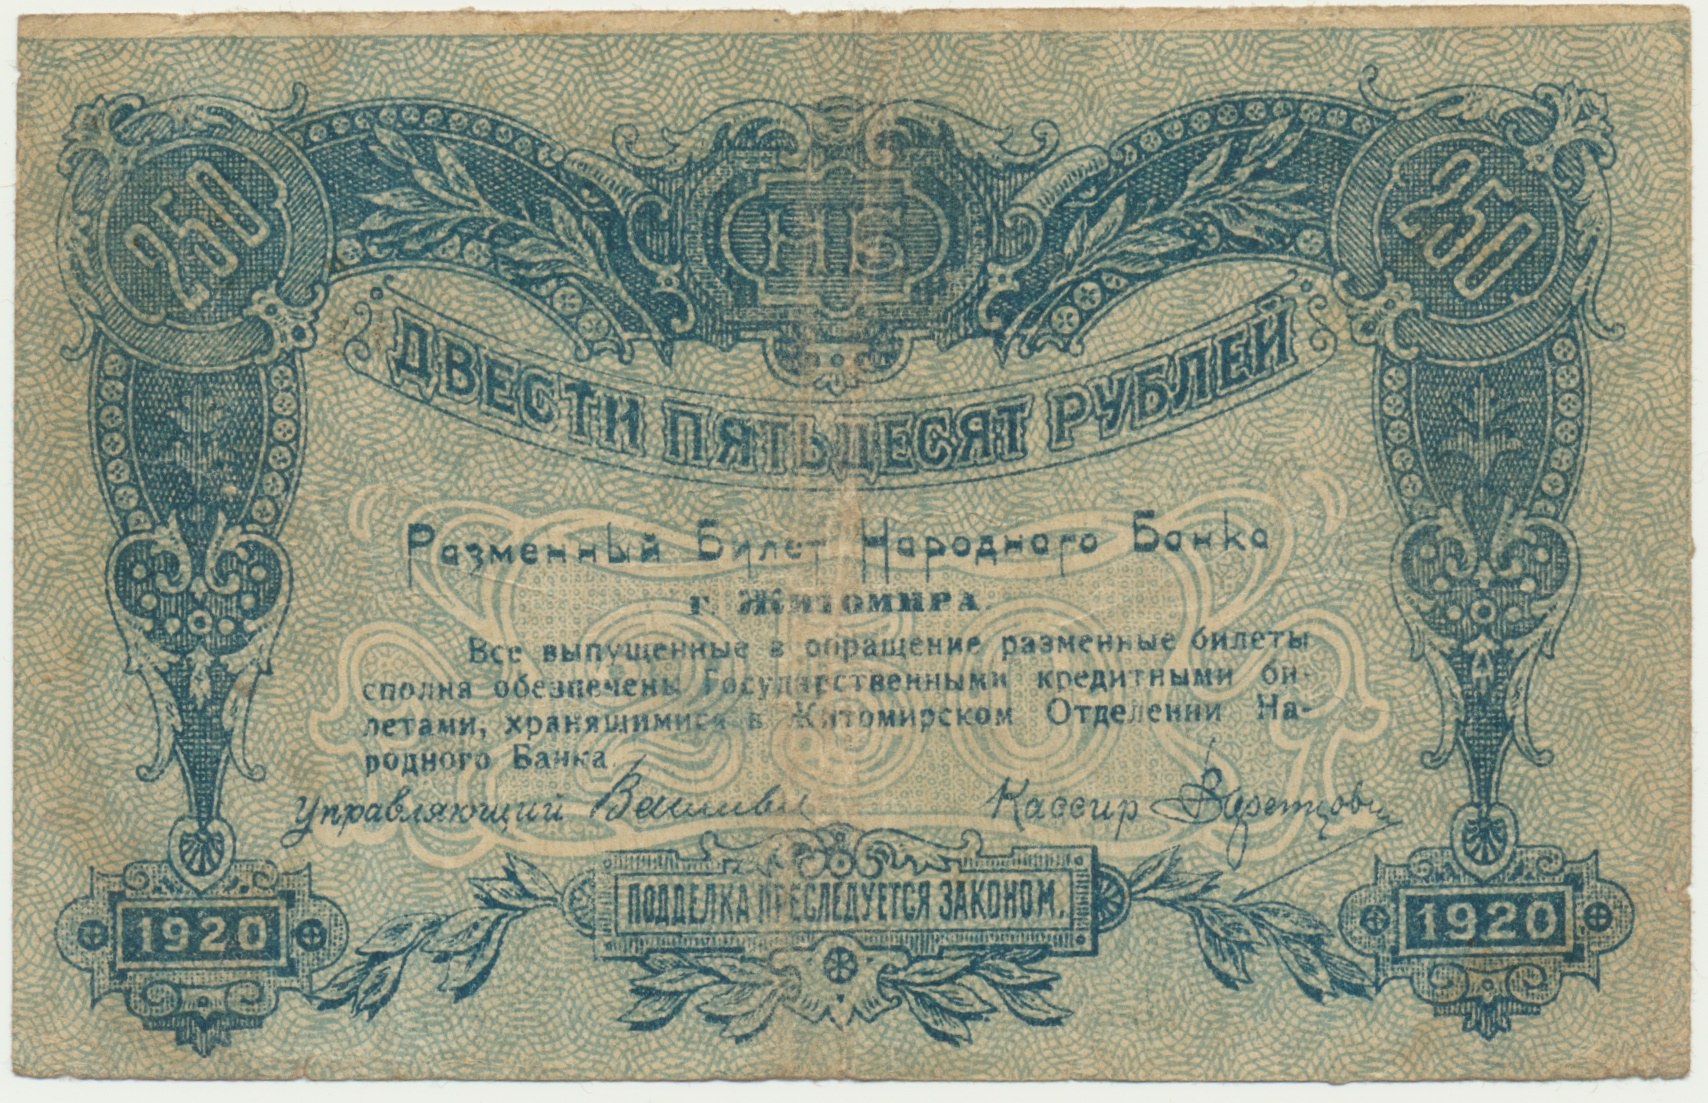 250 НБ 250
ДВЕСТИ ПЯТЬДЕСЯТ РУБЛЕЙ
Разменный Билет Народного Банка
г. ЖИТОМИРА.
Все выпущенные в обращение разменные билеты
сполна обезпечены Государственными кредитными би-
летами, хранящимися в Житомирском Отделении На-
родного Банка.
250
Управляющий Кассир
ПОДДЕЛКА ПРЕСЛЕДУЕТСЯ ЗАКОНОМ.
1920 1920